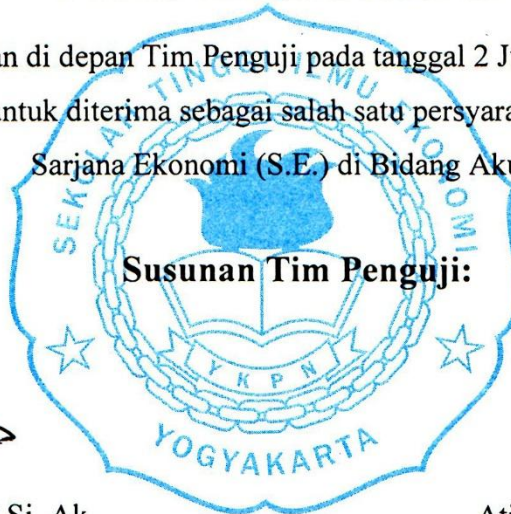 an di depan Tim Penguji pada tanggal 2 J
untuk diterima sebagai salah satu persyara
Sarjana Ekonomi (S.E.) di Bidang Aku
SEKOLAH TINGGI ILMU EKONOMI
Susunan Tim Penguji:
YKPN
YOGYAKARTA
Si, Ak
Ati